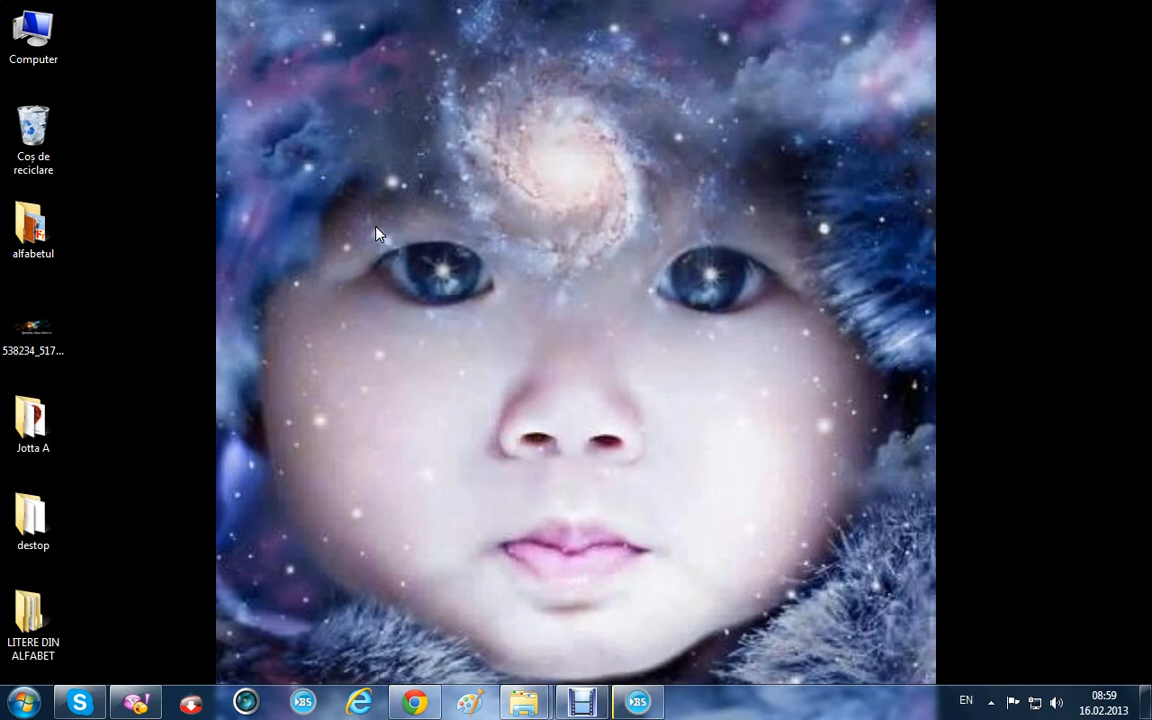 Computer
Coș de
reciclare
alfabetul
538234_517...
Jotta A
destop
LITERE DIN
ALFABET
EN
08:59
16.02.2013